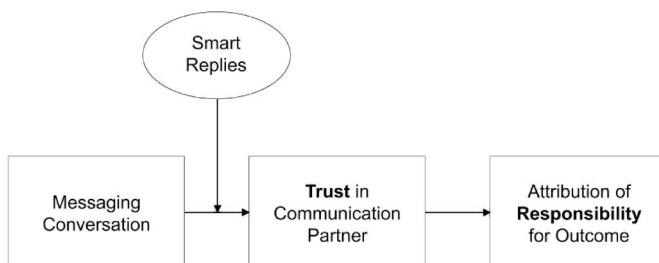 Smart
Replies
Messaging
Conversation
Trust in
Communication
Partner
Attribution of
Responsibility
for Outcome